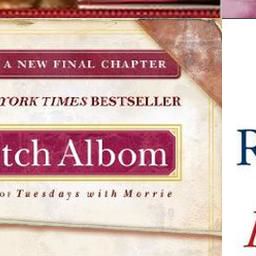 A NEW FINAL CHAPTER
YORK TIMES BESTSELLER
tch Albom
or Tuesdays with Morrie
R